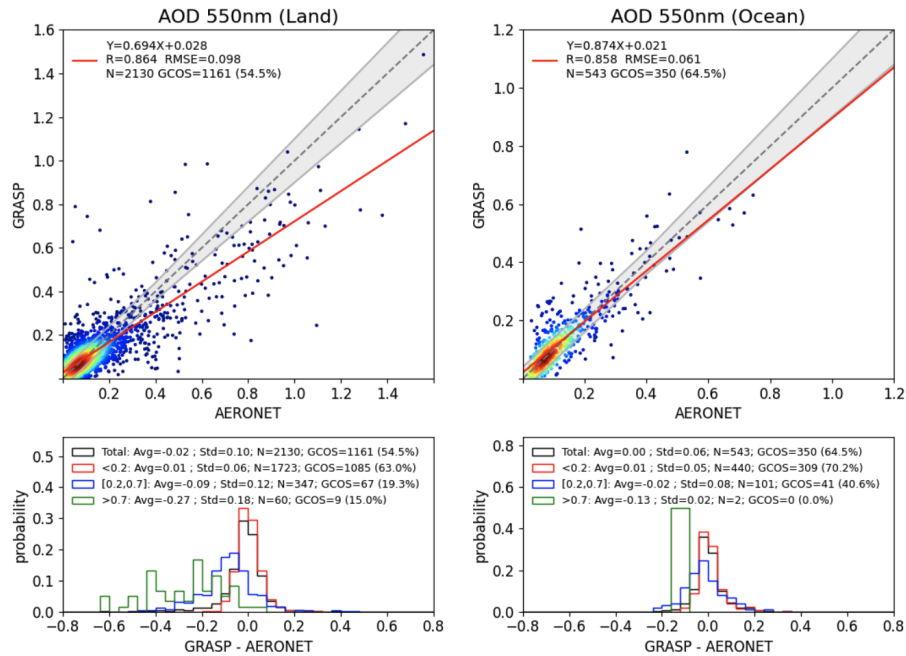 AOD 550nm (Land)
1.6
1.4
1.2
1.0
0.8
0.6
0.4
0.2
GRASP
Y=0.694X+0.028
R=0.864 RMSE=0.098
N=2130 GCOS=1161 (54.5%)
0.2 0.4 0.6 0.8 1.0 1.2 1.4 1.6
AERONET
AOD 550nm (Ocean)
1.2
1.0
0.8
0.6
0.4
0.2
GRASP
Y=0.874X+0.021
R=0.858 RMSE=0.061
N=543 GCOS=350 (64.5%)
0.2 0.4 0.6 0.8 1.0 1.2
AERONET
0.5
0.4
0.3
0.2
0.1
0.0
probability
Total: Avg=-0.02 ; Std=0.10; N=2130; GCOS=1161 (54.5%)
<0.2: Avg=0.01 ; Std=0.06; N=1723; GCOS=1085 (63.0%)
[0.2,0.7]: Avg=-0.09 ; Std=0.12; N=347; GCOS=67 (19.3%)
>0.7: Avg=-0.27 ; Std=0.18; N=60; GCOS=9 (15.0%)
−0.8 −0.6 −0.4 −0.2 0.0 0.2 0.4 0.6 0.8
GRASP - AERONET
0.8
0.6
0.4
0.2
0.0
probability
Total: Avg=0.00 ; Std=0.06; N=543; GCOS=350 (64.5%)
<0.2: Avg=0.01 ; Std=0.05; N=440; GCOS=309 (70.2%)
[0.2,0.7]: Avg=-0.02 ; Std=0.08; N=101; GCOS=41 (40.6%)
>0.7: Avg=-0.13 ; Std=0.02; N=2; GCOS=0 (0.0%)
−0.8 −0.6 −0.4 −0.2 0.0 0.2 0.4 0.6 0.8
GRASP - AERONET